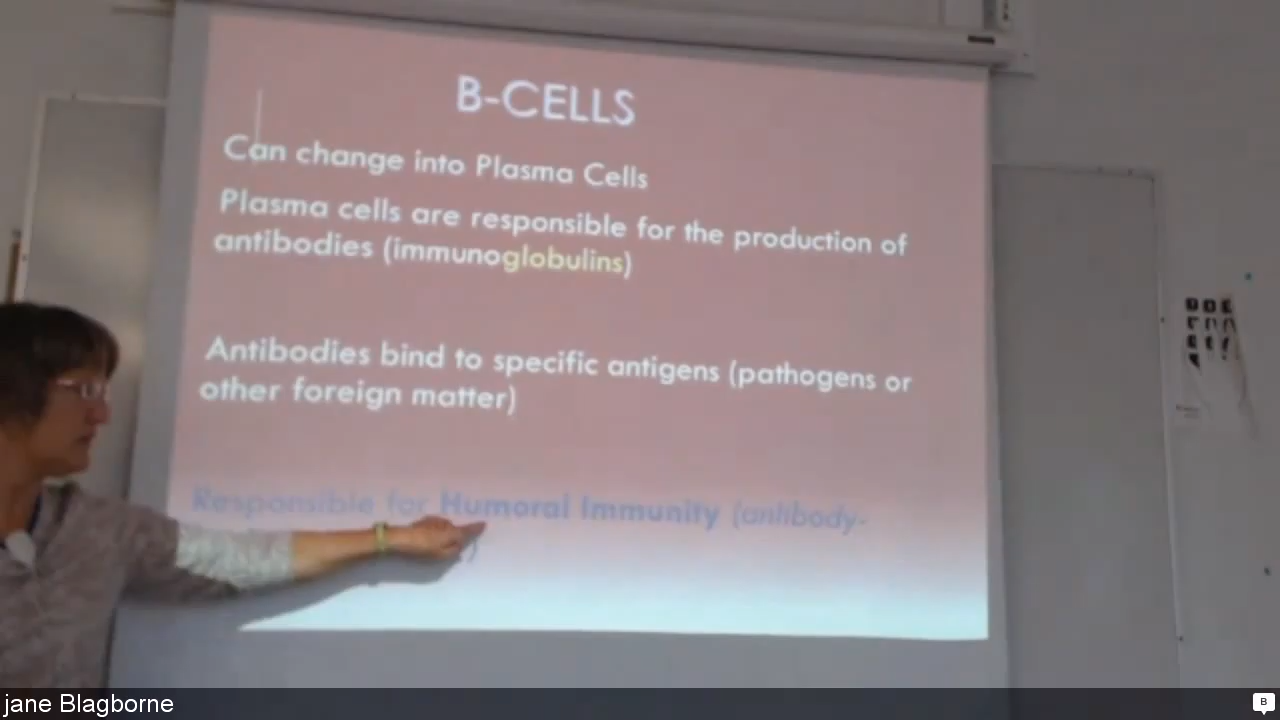 B-CELLS
Can change into Plasma Cells
Plasma cells are responsible for the production of
antibodies (immunoglobulins)
Antibodies bind to specific antigens (pathogens or
other foreign matter)
Responsible for Humoral Immunity (antibody-
)
jane Blagborne
B